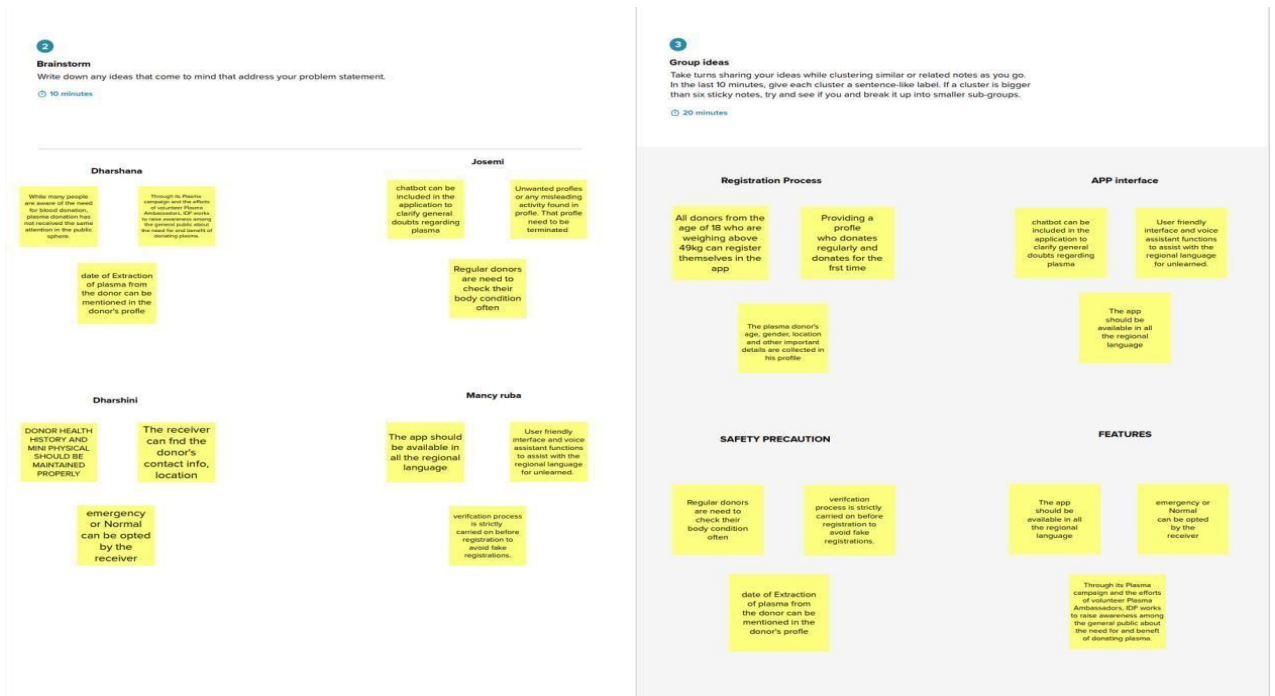 2
Brainstorm
Write down any ideas that come to mind that address your problem statement.
10 minutes
Dharshana
While many people
are aware of the need
for blood donation,
plasma donation has
not received the same
attention in the public
sphere.
Through its Plasma
campaign and the efforts
of volunteer Plasma
Ambassadors, IDF works
to raise awareness among
the general public about
the need for and benefit of
donating plasma.
date of Extraction
of plasma from
the donor can be
mentioned in the
donor's profle
Josemi
chatbot can be
included in the
application to
clarify general
doubts regarding
plasma
Unwanted profles
or any misleading
activity found in
profle. That profle
need to be
terminated
Regular donors
are need to
check their
body condition
often
Dharshini
DONOR HEALTH
HISTORY AND
MINI PHYSICAL
SHOULD BE
MAINTAINED
PROPERLY
The receiver
can fnd the
donor's
contact info,
location
emergency
or Normal
can be opted
by the
receiver
Mancy ruba
The app should
be available in
all the regional
language
User friendly
interface and voice
assistant functions
to assist with the
regional language
for unlearned.
verifcation process
is strictly
carried on before
registration to
avoid fake
registrations.
3
Group ideas
Take turns sharing your ideas while clustering similar or related notes as you go.
In the last 10 minutes, give each cluster a sentence-like label. If a cluster is bigger
than six sticky notes, try and see if you and break it up into smaller sub-groups.
20 minutes
Registration Process
All donors from the
age of 18 who are
weighing above
49kg can register
themselves in the
app
Providing a
profle
who donates
regularly and
donates for the
frst time
The plasma donor's
age, gender, location
and other important
details are collected in
his profile
APP interface
chatbot can be
included in the
application to
clarify general
doubts regarding
plasma
User friendly
interface and voice
assistant functions
to assist with the
regional language
for unlearned.
The app
should be
available in all
the regional
language
SAFETY PRECAUTION
Regular donors
are need to
check their
body condition
often
verifcation
process is strictly
carried on before
registration to
avoid fake
registrations.
date of Extraction
of plasma from
the donor can be
mentioned in the
donor's profle
FEATURES
The app
should be
available in all
the regional
language
emergency or
Normal
can be opted
by the
receiver
Through its Plasma
campaign and the efforts
of volunteer Plasma
Ambassadors, IDF works
to raise awareness among
the general public about
the need for and beneft
of donating plasma.